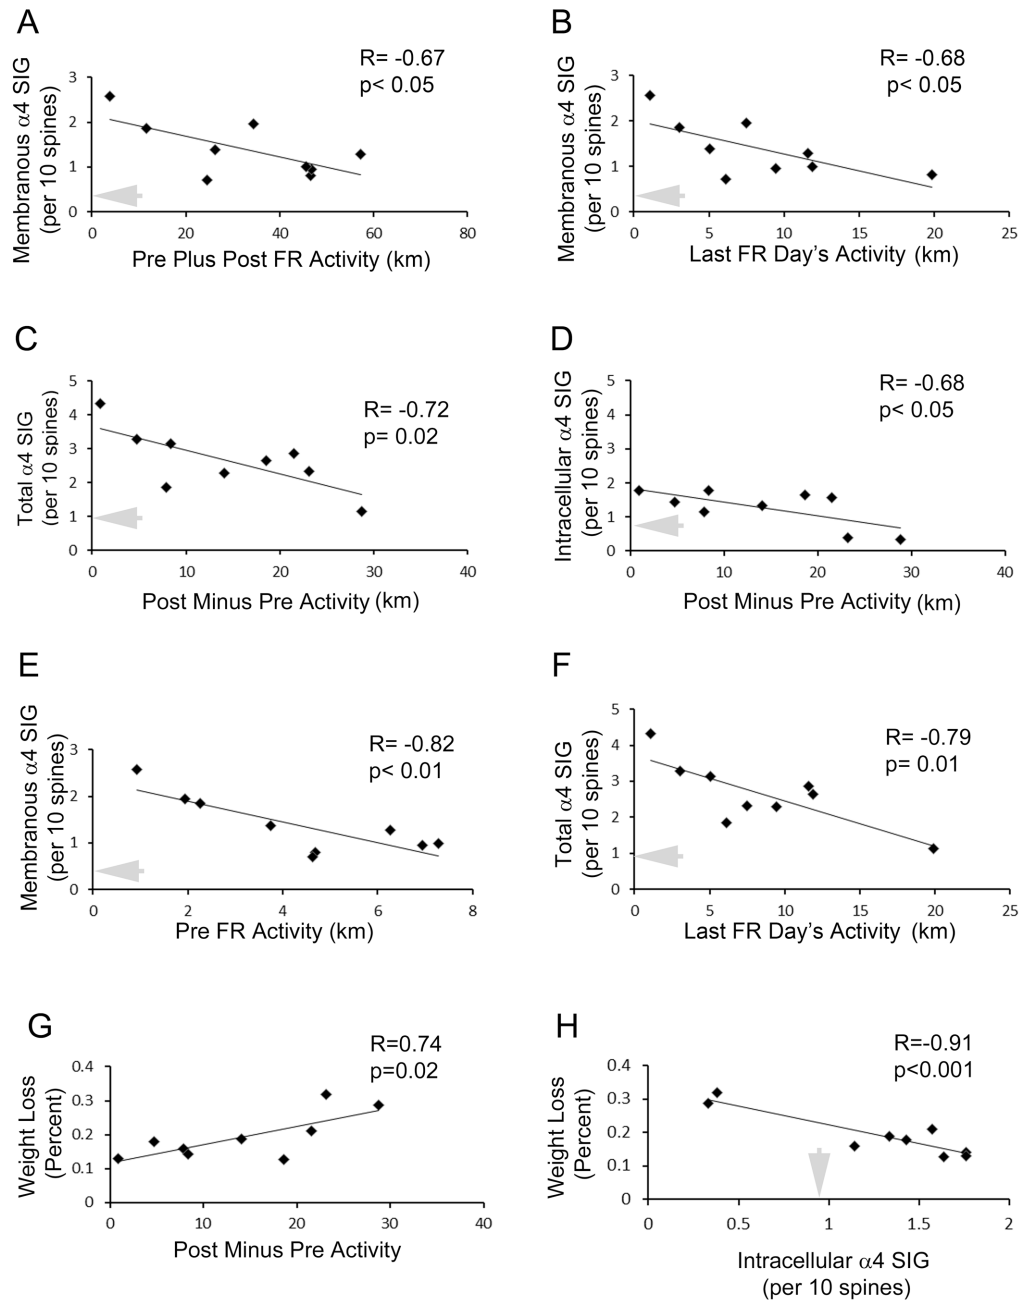 A
R= -0.67
p< 0.05
Membranous α4 SIG
(per 10 spines)
3
2
1
0
0 20 40 60 80
Pre Plus Post FR Activity (km)
B
R= -0.68
p< 0.05
Membranous α4 SIG
(per 10 spines)
3
2
1
0
0 5 10 15 20 25
Last FR Day's Activity (km)
C
R= -0.72
p= 0.02
Total α4 SIG
(per 10 spines)
5
4
3
2
1
0
0 10 20 30 40
Post Minus Pre Activity (km)
D
R= -0.68
p< 0.05
Intracellular α4 SIG
(per 10 spines)
5
4
3
2
1
0
0 10 20 30 40
Post Minus Pre Activity (km)
E
R= -0.82
p< 0.01
Membranous α4 SIG
(per 10 spines)
3
2
1
0
0 2 4 6 8
Pre FR Activity (km)
F
R= -0.79
p= 0.01
Total α4 SIG
(per 10 spines)
5
4
3
2
1
0
0 5 10 15 20 25
Last FR Day's Activity (km)
G
R=0.74
p=0.02
Weight Loss
(Percent)
0.4
0.3
0.2
0.1
0
0 10 20 30 40
Post Minus Pre Activity
H
R=-0.91
p<0.001
Weight Loss
(Percent)
0.4
0.3
0.2
0.1
0
0 0.5 1 1.5 2
Intracellular α4 SIG
(per 10 spines)